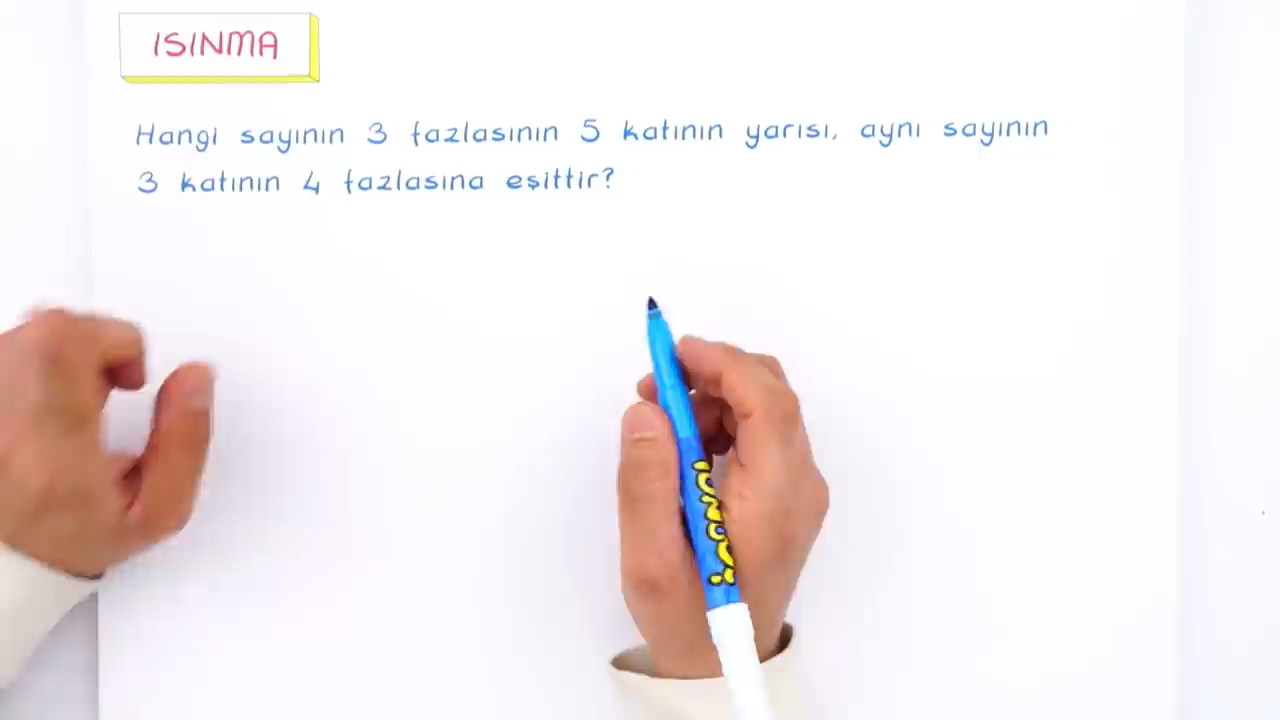 ISINMA
Hangi sayının 3 fazlasının 5 katının yarısı, aynı sayının
3 katının 4 fazlasına eşittir?